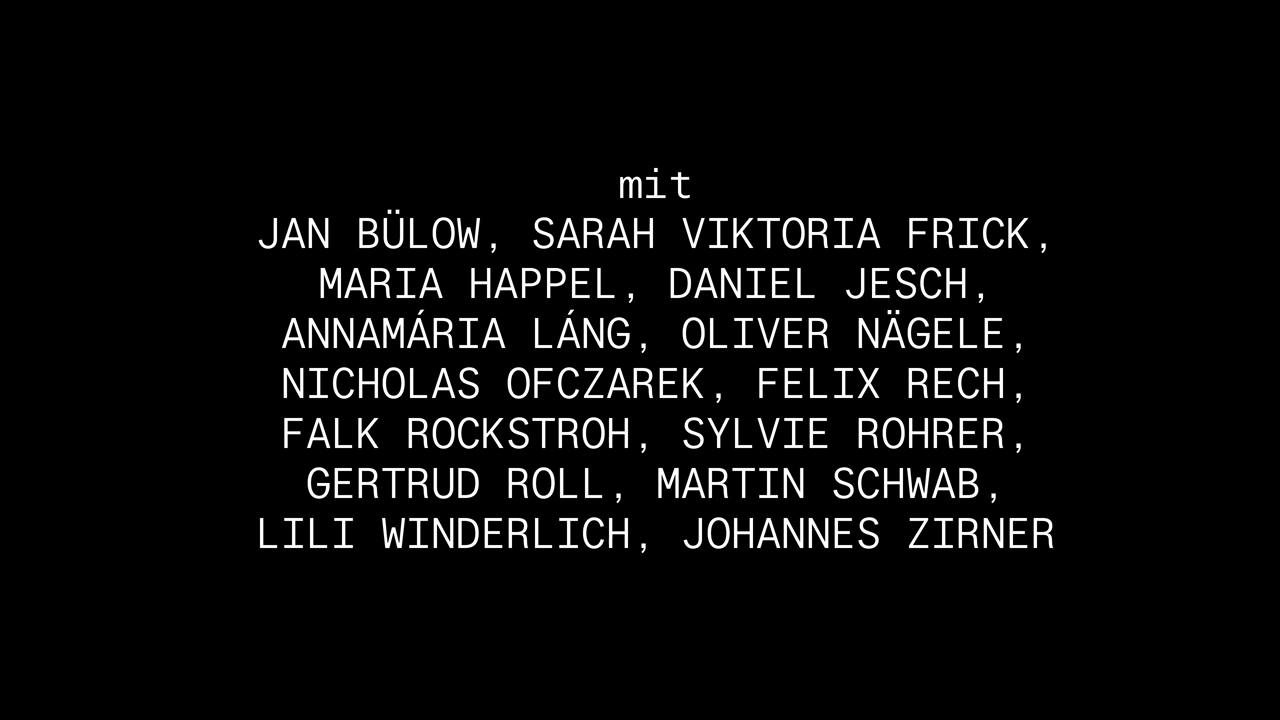 mit
JAN BÜLOW, SARAH VIKTORIA FRICK,
MARIA HAPPEL, DANIEL JESCH,
ANNAMÁRIA LÁNG, OLIVER NÄGELE,
NICHOLAS OFCZAREK, FELIX RECH,
FALK ROCKSTROH, SYLVIE ROHRER,
GERTRUD ROLL, MARTIN SCHWAB,
LILI WINDERLICH, JOHANNES ZIRNER